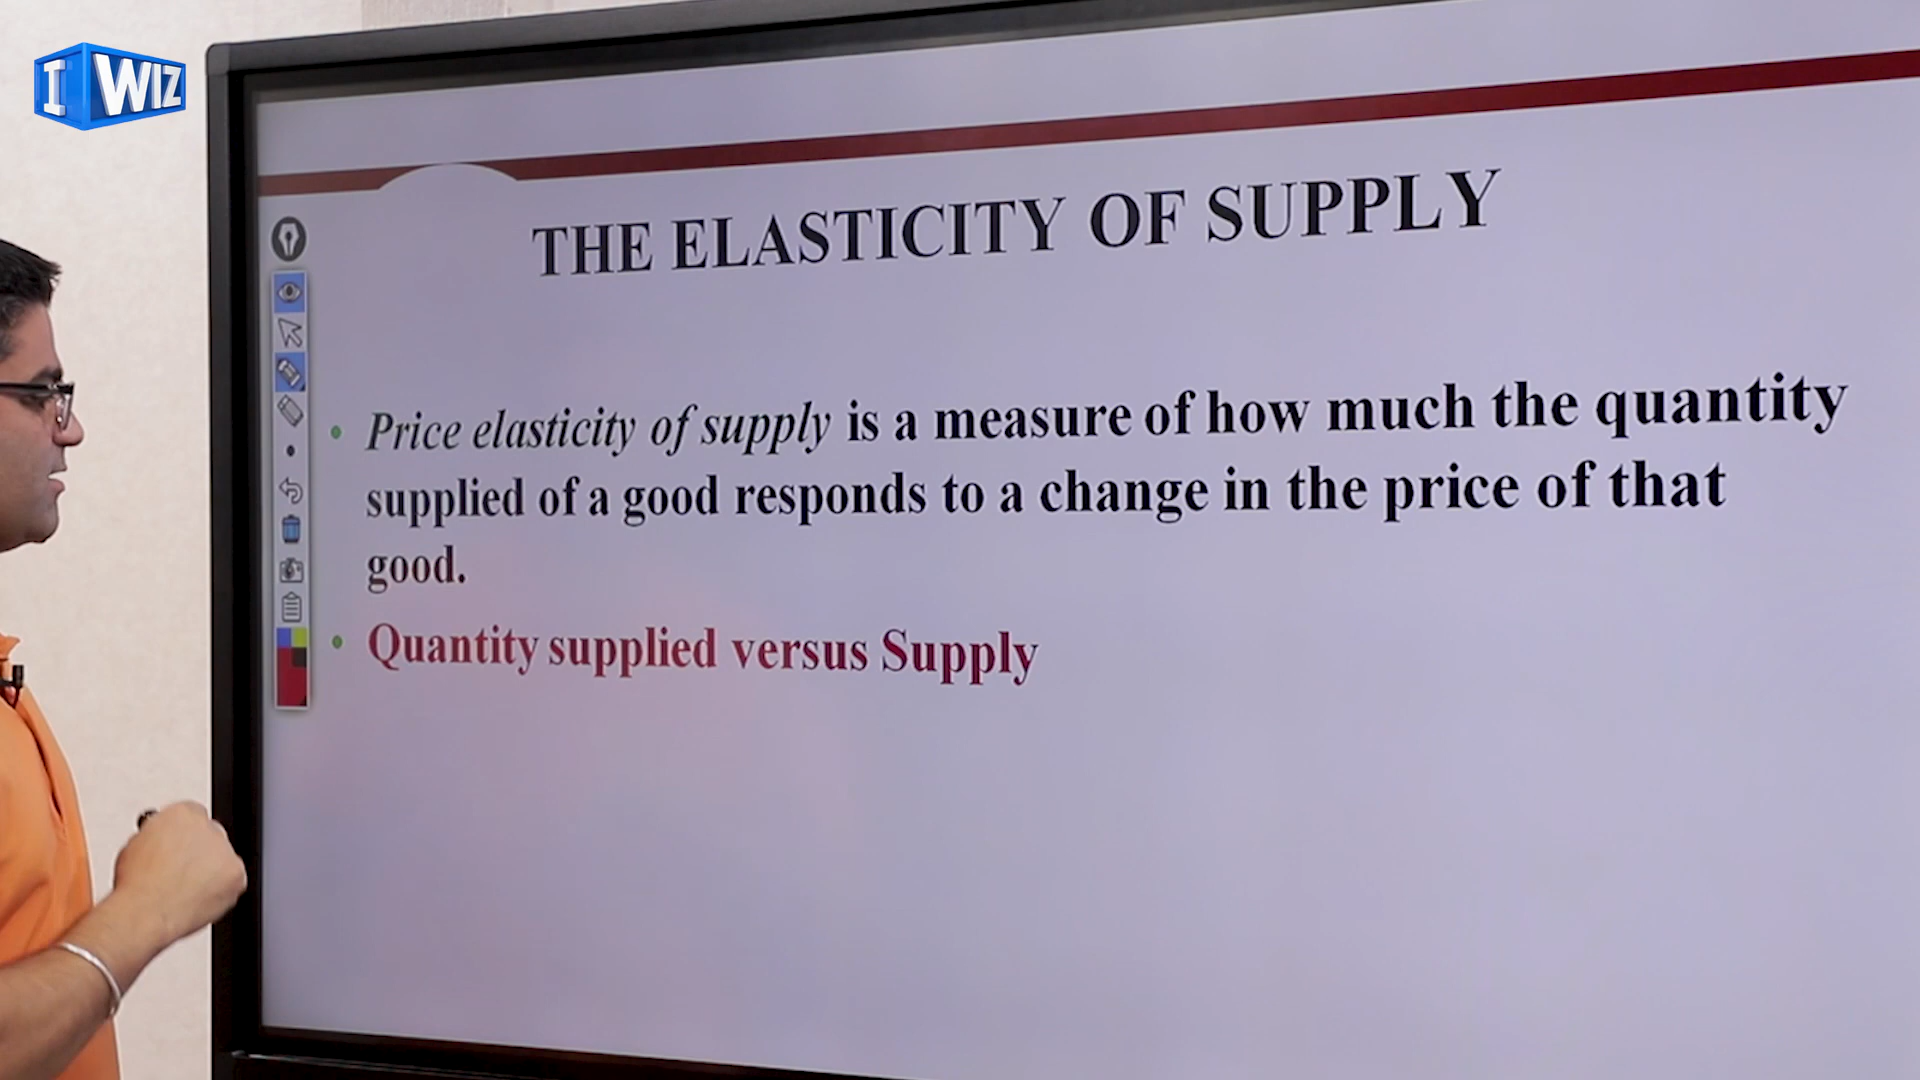 I WIZ
THE ELASTICITY OF SUPPLY
• Price elasticity of supply is a measure of how much the quantity
supplied of a good responds to a change in the price of that
good.
• Quantity supplied versus Supply